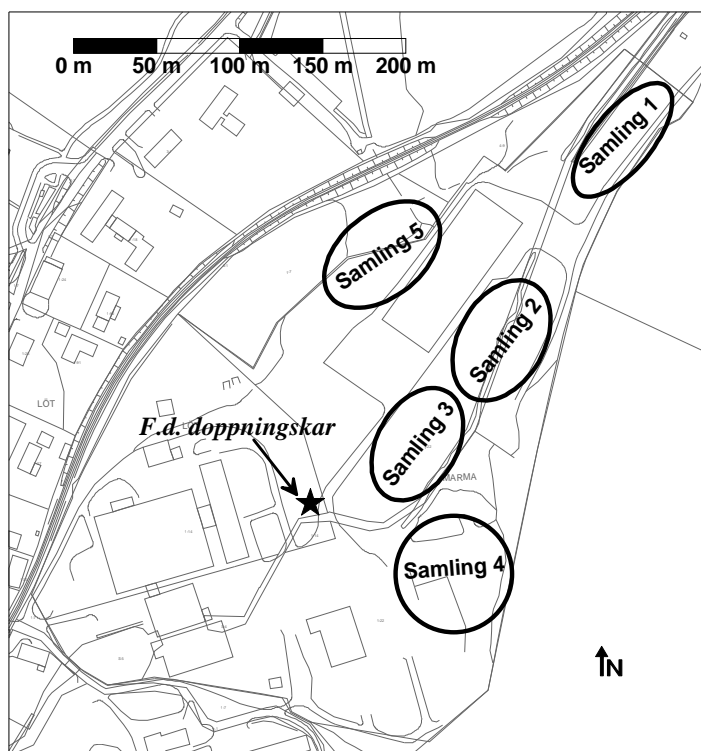 0 m 50 m 100 m 150 m 200 m
Samling 1
Samling 5
Samling 2
LÖT
F.d. doppningskar
Samling 3
MARMA
Samling 4
N